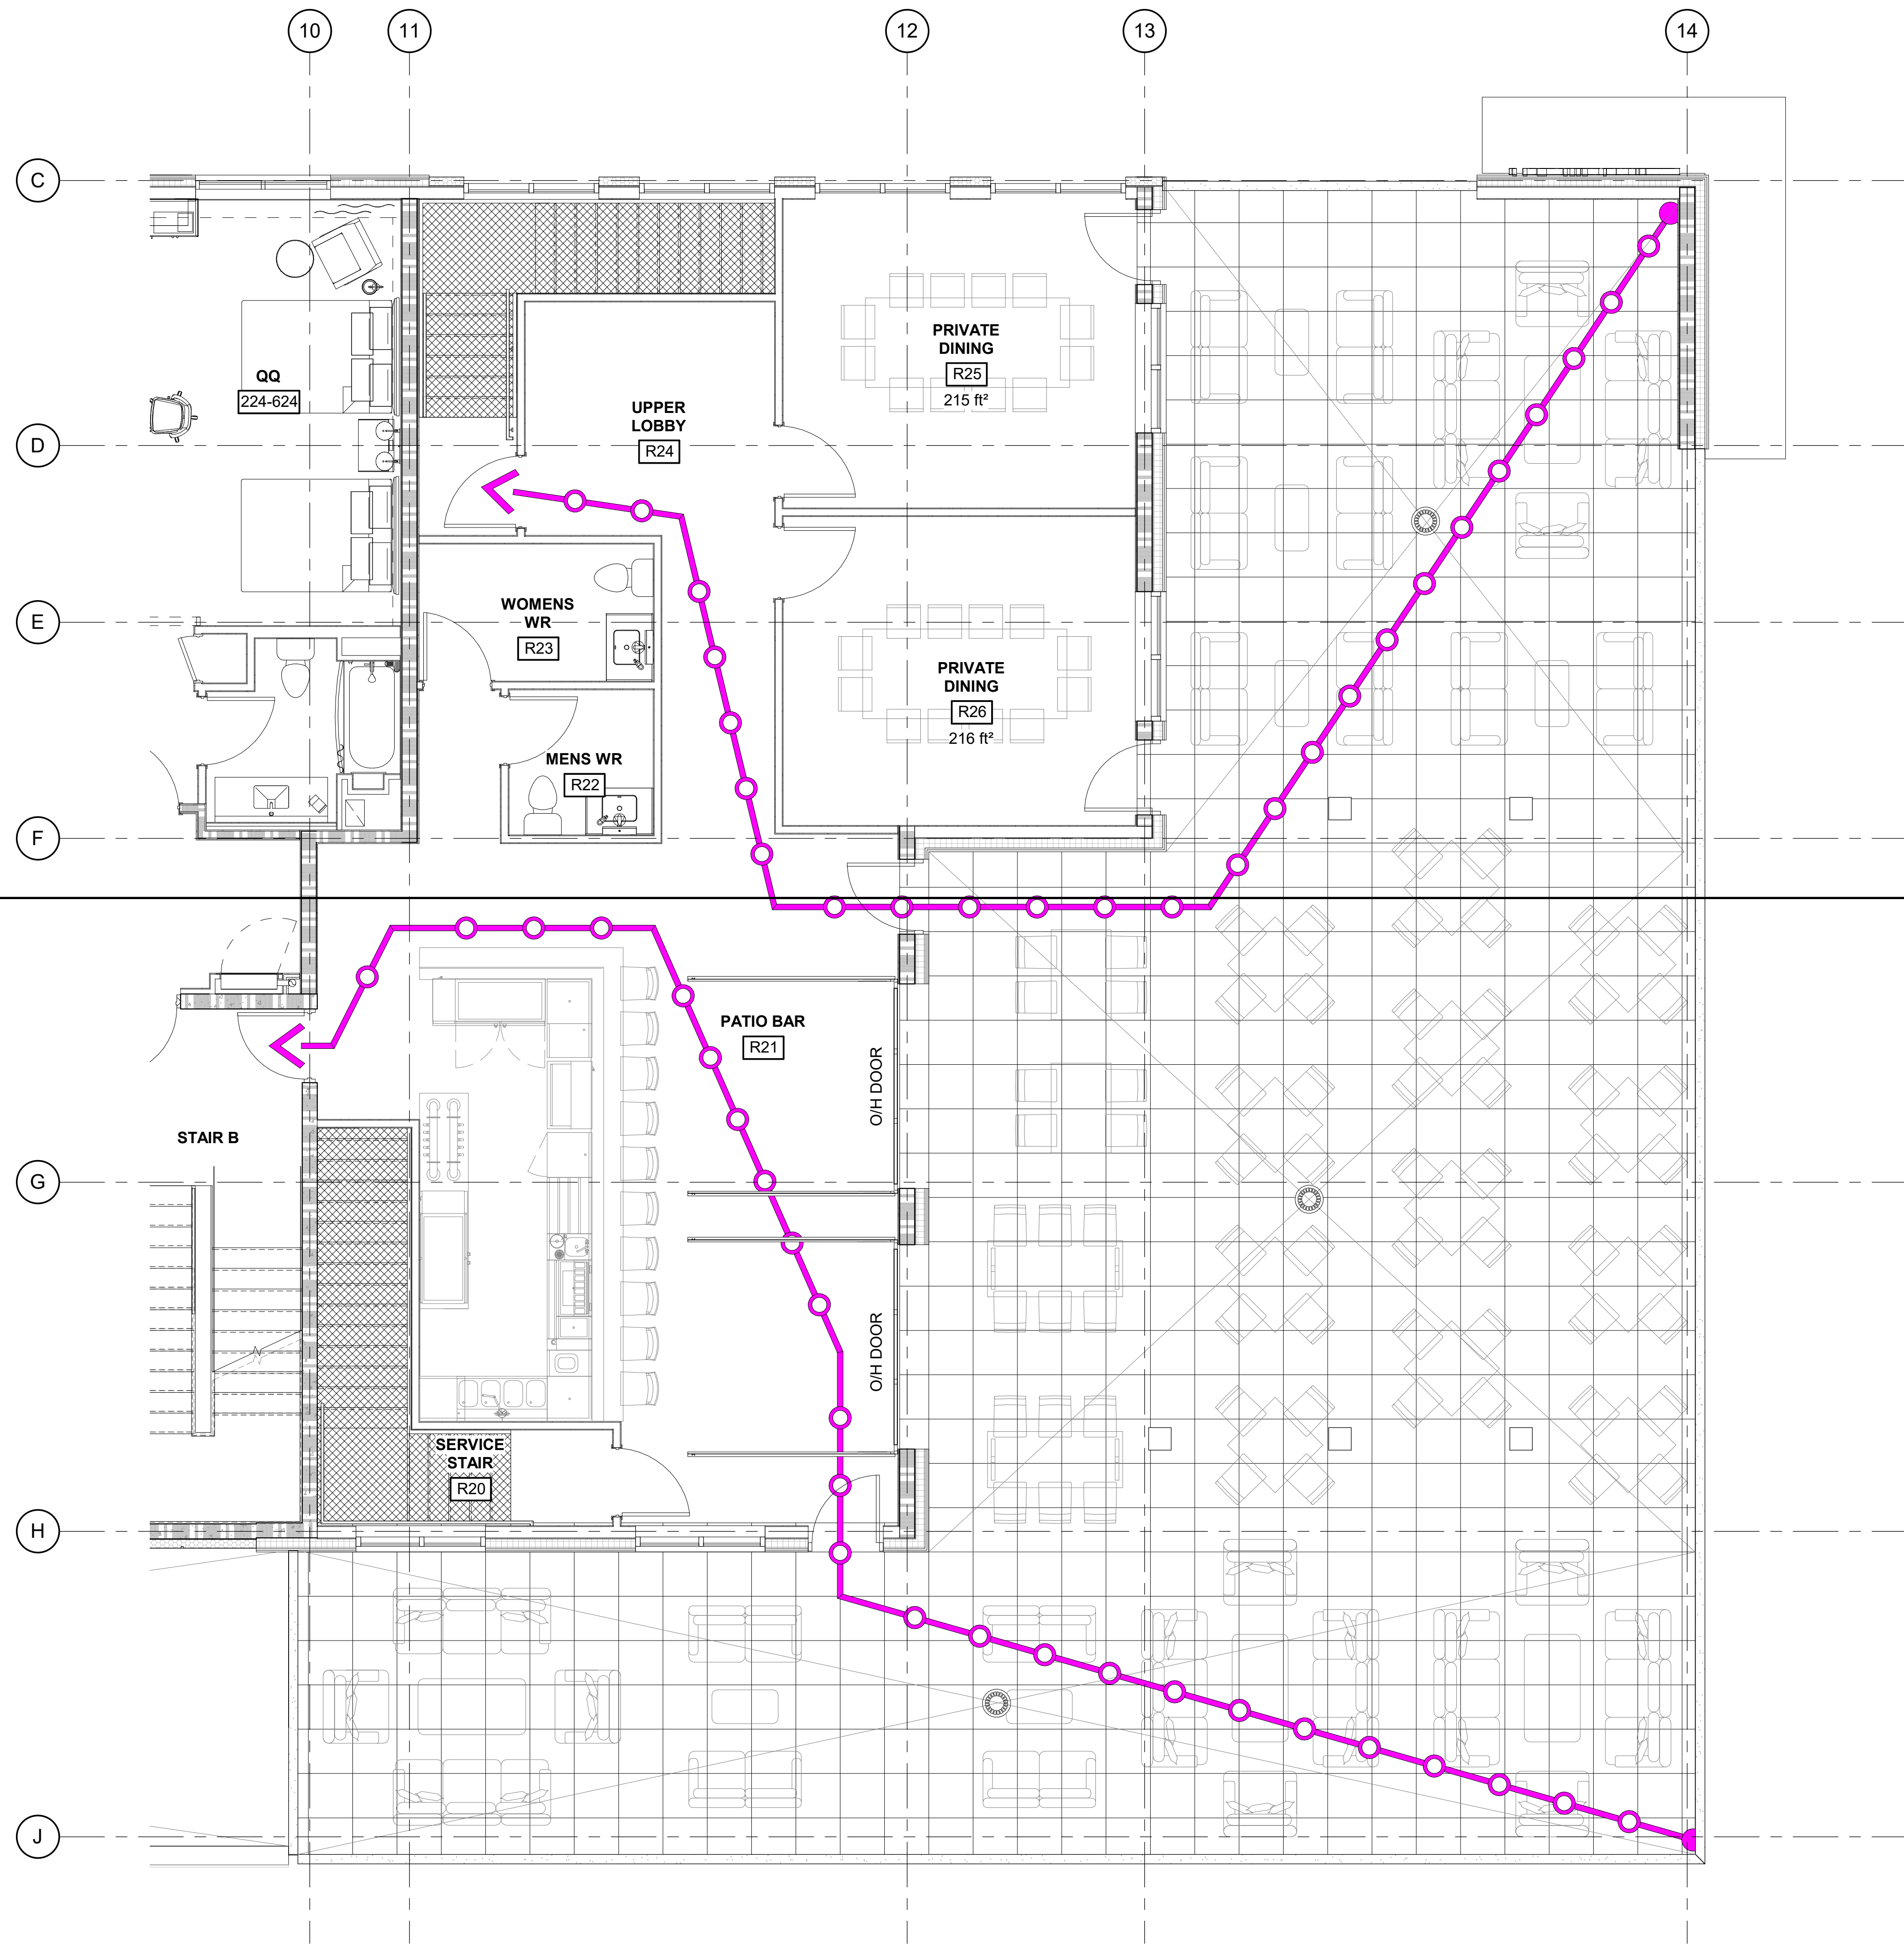 10
11
12
13
14
C
PRIVATE
DINING
R25
215 ft²
QQ
224-624
UPPER
LOBBY
R24
D
WOMENS
WR
R23
E
PRIVATE
DINING
R26
216 ft²
MENS WR
R22
F
PATIO BAR
R21
O/H DOOR
STAIR B
G
O/H DOOR
SERVICE
STAIR
R20
H
J